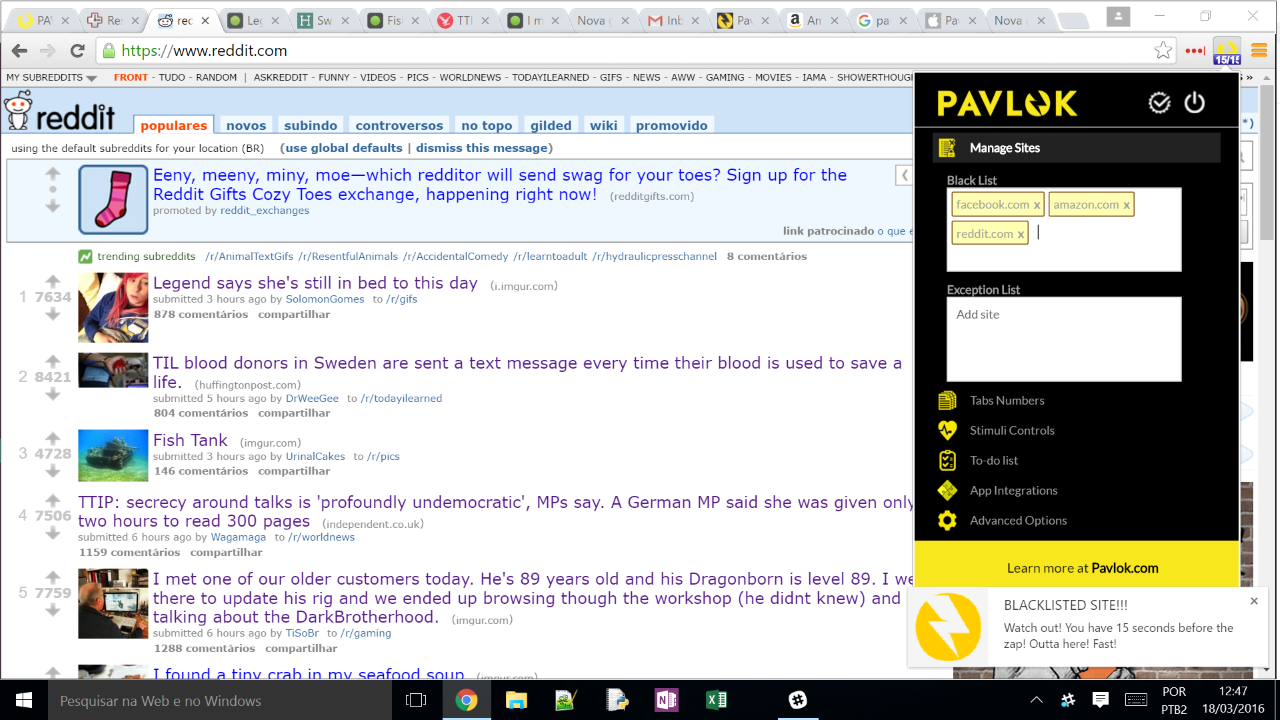 PAV
Re
rec
Leg
Sw
Fis
TTI
I m
Nova g
Inb
Pav
Am
pa
Pav
Nova
https://www.reddit.com
15/15
MY SUBREDDITS FRONT - TUDO - RANDOM | ASKREDDIT - FUNNY - VIDEOS - PICS - WORLDNEWS - TODAYILEARNED - GIFS - NEWS - AWW - GAMING - MOVIES - IAMA - SHOWERTHOUGH
reddit populares novos subindo controversos no topo gilded wiki promovido
using the default subreddits for your location (BR) (use global defaults | dismiss this message)
Eeny, meeny, miny, moe—which redditor will send swag for your toes? Sign up for the
Reddit Gifts Cozy Toes exchange, happening right now! (redditgifts.com)
promoted by reddit_exchanges
link patrocinado o que é
trending subreddits /r/AnimalTextGifs /r/ResentfulAnimals /r/AccidentalComedy /r/learntoadult /r/hydraulicpresschannel 8 comentários
1 7634 Legend says she's still in bed to this day (i.imgur.com)
submitted 3 hours ago by SolomonGomes to /r/gifs
878 comentários compartilhar
2 8421 TIL blood donors in Sweden are sent a text message every time their blood is used to save a
life. (huffingtonpost.com)
submitted 5 hours ago by DrWeeGee to /r/todayilearned
804 comentários compartilhar
3 4728 Fish Tank (imgur.com)
submitted 3 hours ago by UrinalCakes to /r/pics
146 comentários compartilhar
4 7506 TTIP: secrecy around talks is 'profoundly undemocratic', MPs say. A German MP said she was given only
two hours to read 300 pages (independent.co.uk)
submitted 6 hours ago by Wagamaga to /r/worldnews
1159 comentários compartilhar
5 7759 I met one of our older customers today. He's 89 years old and his Dragonborn is level 89. I we
there to update his rig and we ended up browsing though the workshop (he didnt knew) and
talking about the DarkBrotherhood. (imgur.com)
submitted 6 hours ago by TiSoBr to /r/gaming
1288 comentários compartilhar
I found a tiny crab in my seafood soup
PAVLOK
Manage Sites
Black List
facebook.com x amazon.com x
reddit.com x
Exception List
Add site
Tabs Numbers
Stimuli Controls
To-do list
App Integrations
Advanced Options
Learn more at Pavlok.com
BLACKLISTED SITE!!!
Watch out! You have 15 seconds before the
zap! Outta here! Fast!
Pesquisar na Web e no Windows
POR
PTB2
12:47
18/03/2016